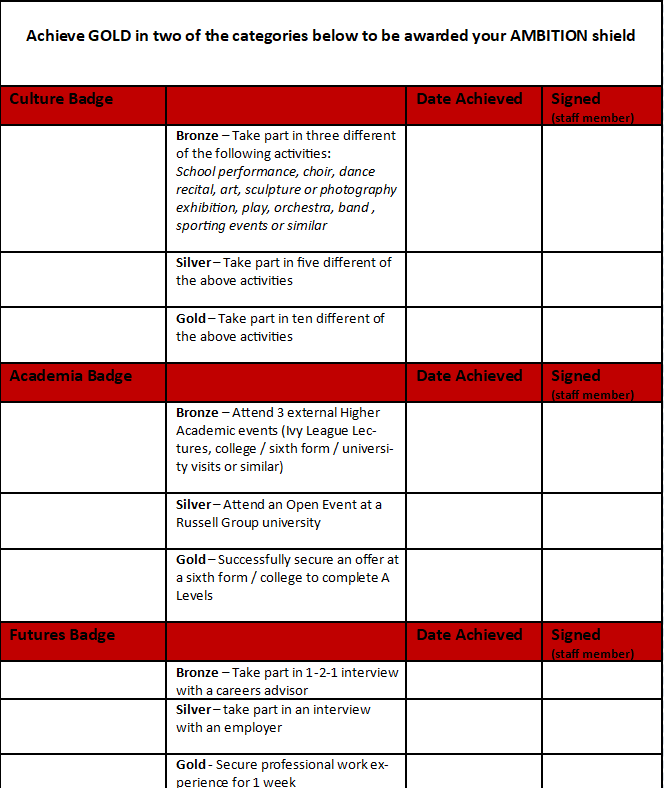 Achieve GOLD in two of the categories below to be awarded your AMBITION shield
Culture Badge Date Achieved Signed
(staff member)
Bronze – Take part in three different
of the following activities:
School performance, choir, dance
recital, art, sculpture or photography
exhibition, play, orchestra, band ,
sporting events or similar
Silver – Take part in five different of
the above activities
Gold – Take part in ten different of
the above activities
Academia Badge Date Achieved Signed
(staff member)
Bronze – Attend 3 external Higher
Academic events (Ivy League Lec-
tures, college / sixth form / universi-
ty visits or similar)
Silver – Attend an Open Event at a
Russell Group university
Gold – Successfully secure an offer at
a sixth form / college to complete A
Levels
Futures Badge Date Achieved Signed
(staff member)
Bronze – Take part in 1-2-1 interview
with a careers advisor
Silver – take part in an interview
with an employer
Gold - Secure professional work ex-
perience for 1 week